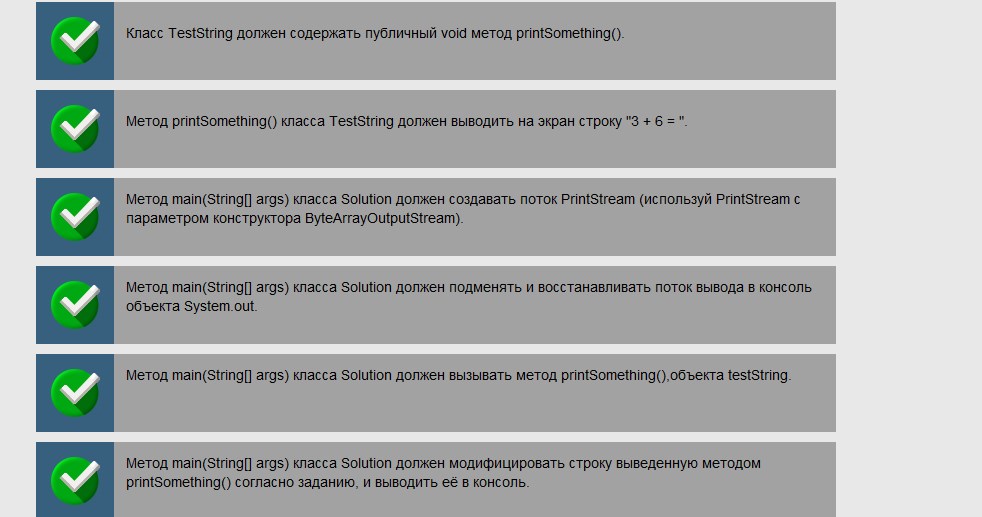 Класс TestString должен содержать публичный void метод printSomething().
Метод printSomething() класса TestString должен выводить на экран строку "3 + 6 = ".
Метод main(String[] args) класса Solution должен создавать поток PrintStream (используй PrintStream c
параметром конструктора ByteArrayOutputStream).
Метод main(String[] args) класса Solution должен подменять и восстанавливать поток вывода в консоль
объекта System.out.
Метод main(String[] args) класса Solution должен вызывать метод printSomething(),объекта testString.
Метод main(String[] args) класса Solution должен модифицировать строку выведенную методом
printSomething() согласно заданию, и выводить её в консоль.